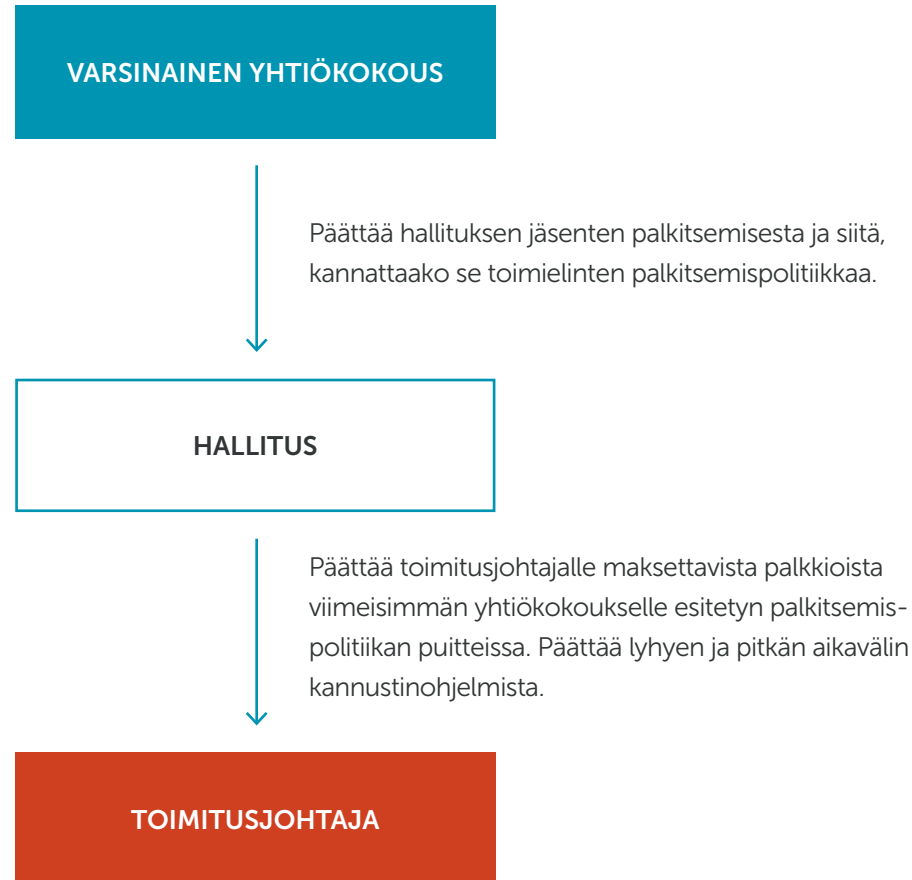 VARSINAINEN YHTIÖKOKOUS
Päättää hallituksen jäsenten palkitsemisesta ja siitä,
kannattaako se toimielinten palkitsemispolitiikkaa.
HALLITUS
Päättää toimitusjohtajalle maksettavista palkkioista
viimeisimmän yhtiökokoukselle esitetyn palkitsemis-
politiikan puitteissa. Päättää lyhyen ja pitkän aikavälin
kannustinohjelmista.
TOIMITUSJOHTAJA